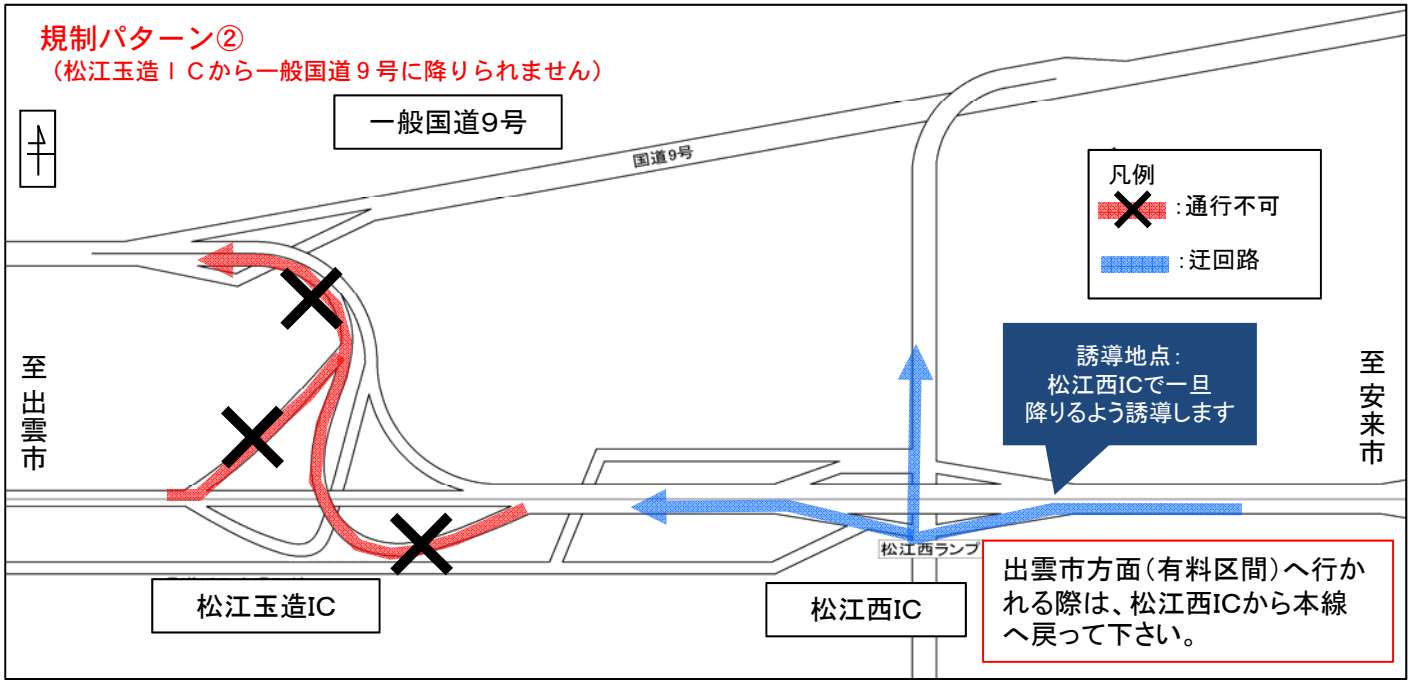 規制パターン②
（松江玉造ＩＣから一般国道９号に降りられません）
一般国道9号
国道9号
凡例
：通行不可
：迂回路
至出雲市
誘導地点：
松江西ICで一旦
降りるよう誘導します
至安来市
松江西ランプ
松江玉造IC
松江西IC
出雲市方面（有料区間）へ行か
れる際は、松江西ICから本線
へ戻って下さい。